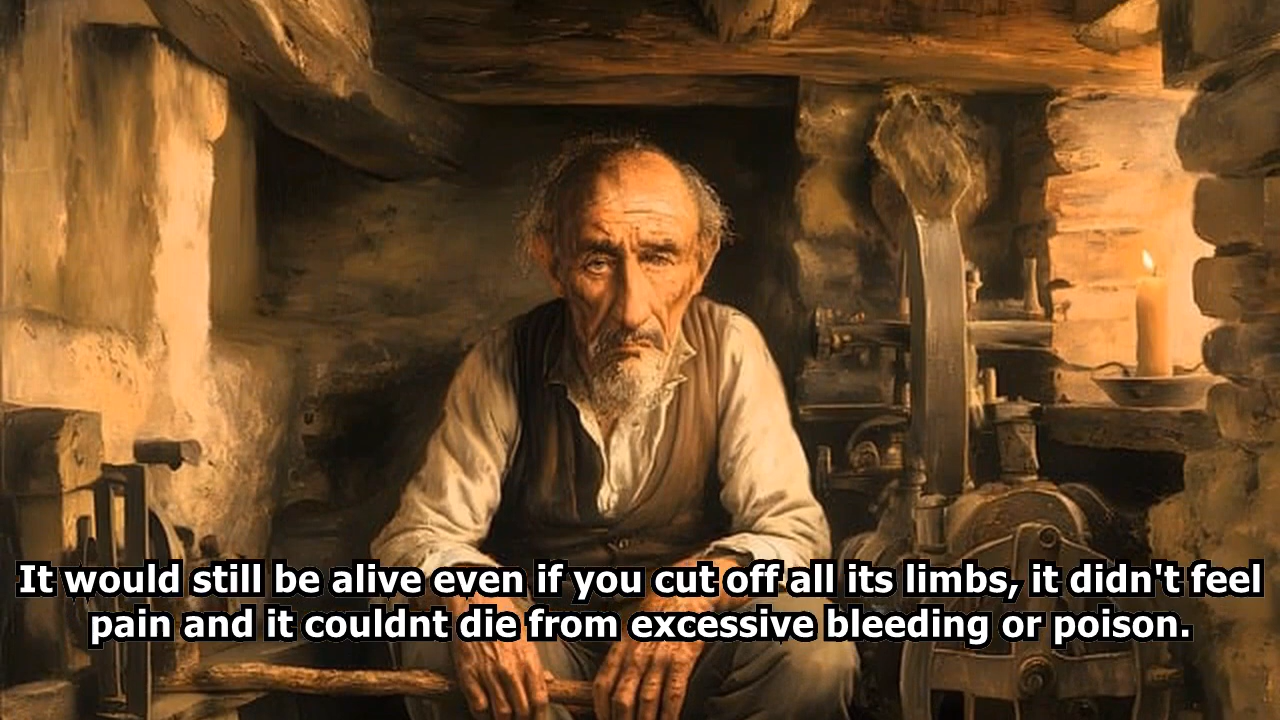 It would still be alive even if you cut off all its limbs, it didn't feel
pain and it couldnt die from excessive bleeding or poison.